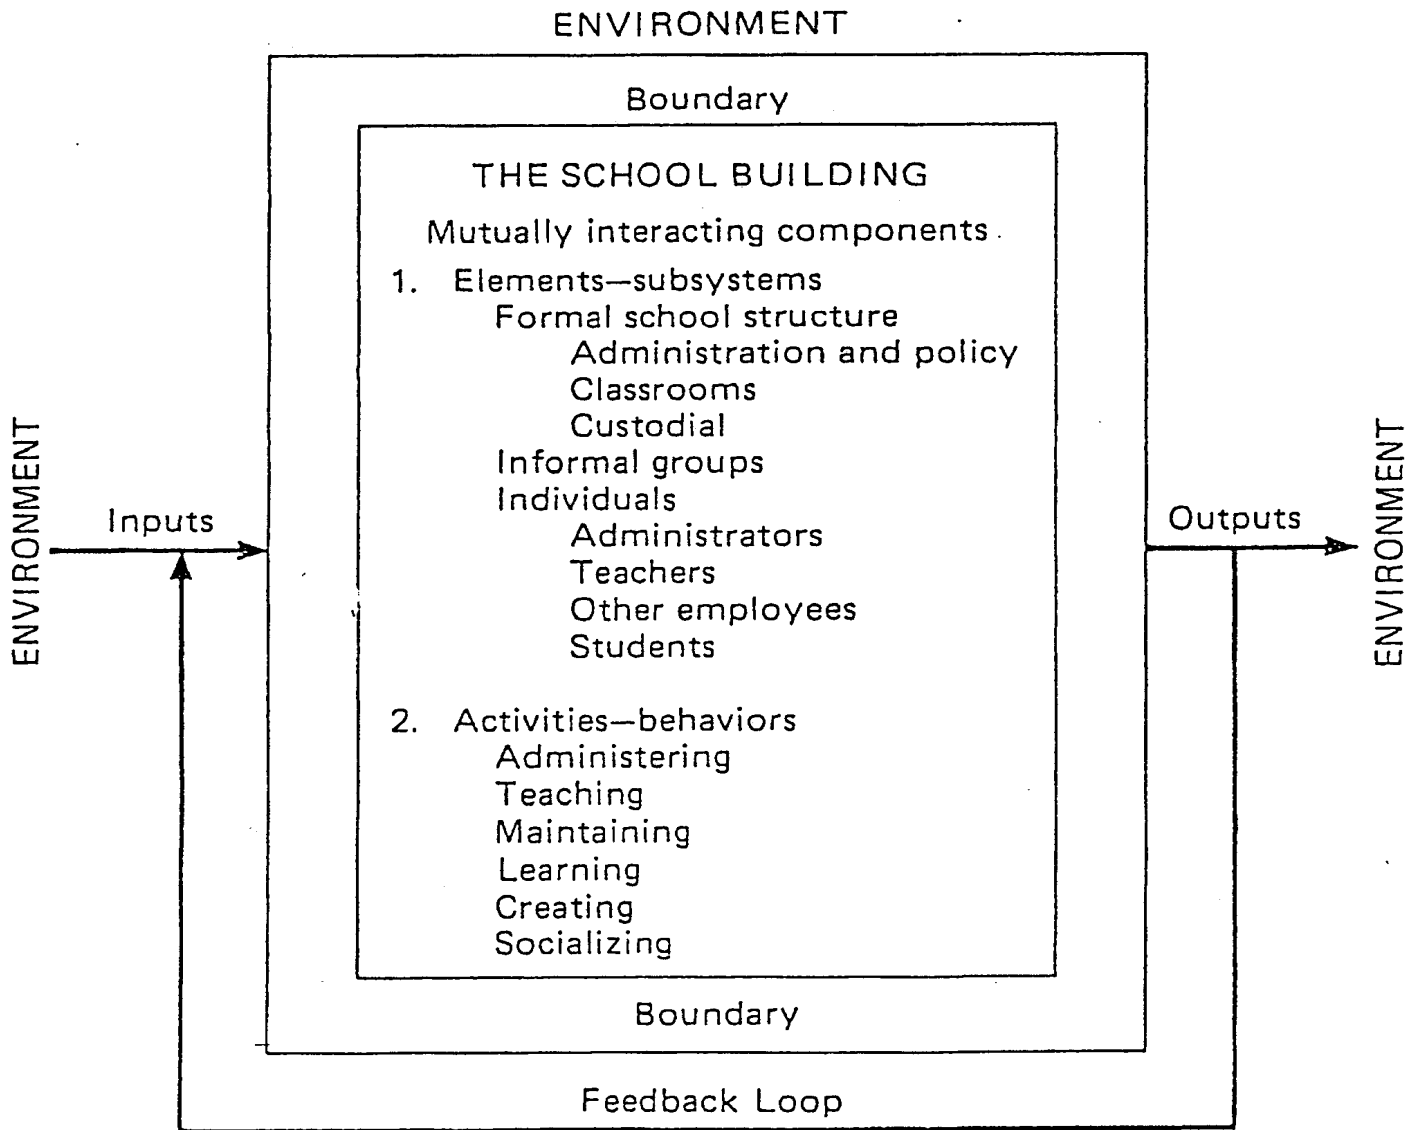 ENVIRONMENT
Boundary
THE SCHOOL BUILDING
Mutually interacting components
1. Elements—subsystems
Formal school structure
Administration and policy
Classrooms
Custodial
Informal groups
Individuals
Administrators
Teachers
Other employees
Students
2. Activities—behaviors
Administering
Teaching
Maintaining
Learning
Creating
Socializing
Boundary
Feedback Loop
ENVIRONMENT
Inputs
Outputs
ENVIRONMENT